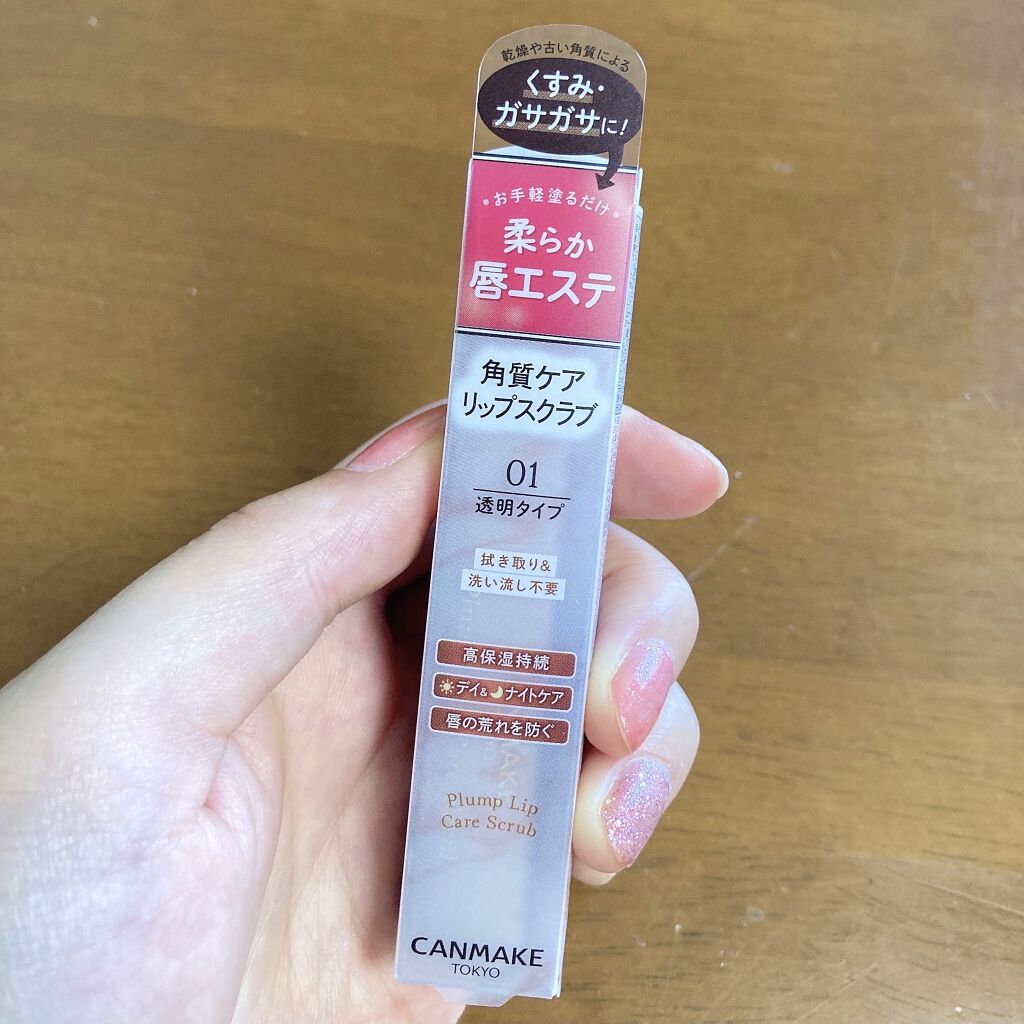 乾燥や古い角質による
くすみ・
ガサガサに!
・お手軽塗るだけ・
柔らか
唇エステ
角質ケア
リップスクラブ
01
透明タイプ
拭き取り&
洗い流し不要
高保湿持続
デイ&ナイトケア
唇の荒れを防ぐ
Plump Lip
Care Scrub
CANMAKE
TOKYO